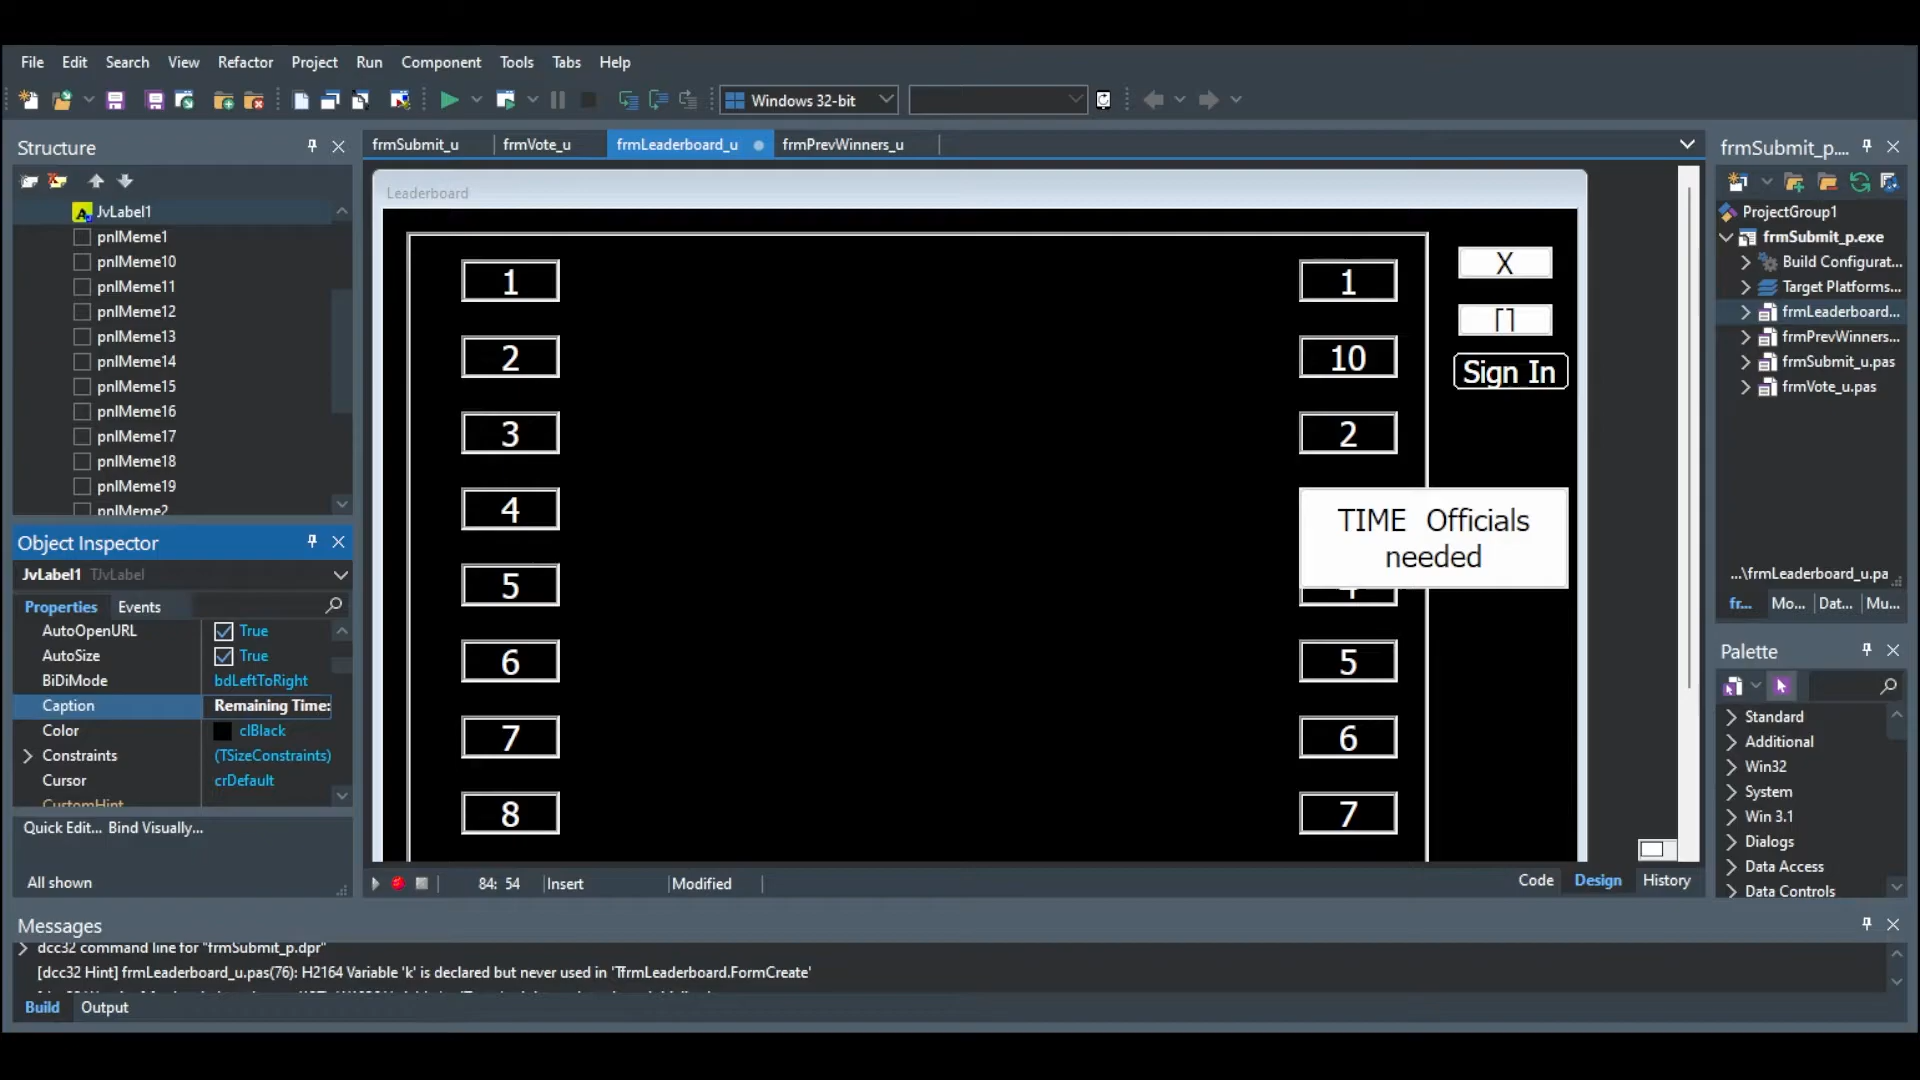 File Edit Search View Refactor Project Run Component Tools Tabs Help
Windows 32-bit
Structure
JvLabel1
pnlMeme1
pnlMeme10
pnlMeme11
pnlMeme12
pnlMeme13
pnlMeme14
pnlMeme15
pnlMeme16
pnlMeme17
pnlMeme18
pnlMeme19
pnlMeme2
Object Inspector
JvLabel1 TJvLabel
Properties Events
AutoOpenURL True
AutoSize True
BiDiMode bdLeftToRight
Caption Remaining Time:
Color clBlack
Constraints (TSizeConstraints)
Cursor crDefault
CustomHint
Quick Edit... Bind Visually...
All shown
frmSubmit_u frmVote_u frmLeaderboard_u frmPrevWinners_u
Leaderboard
1 1 X
[]
2 10 Sign In
3 2
4
TIME Officials
needed
5
6 5
7 6
8 7
84: 54 Insert Modified
Code Design History
frmSubmit_p....
ProjectGroup1
frmSubmit_p.exe
Build Configurat...
Target Platforms...
frmLeaderboard...
frmPrevWinners...
frmSubmit_u.pas
frmVote_u.pas
...\frmLeaderboard_u.pa
fr... Mo... Dat... Mu...
Palette
Standard
Additional
Win32
System
Win 3.1
Dialogs
Data Access
Data Controls
Messages
dcc32 command line for "frmSubmit_p.dpr"
[dcc32 Hint] frmLeaderboard_u.pas(76): H2164 Variable 'k' is declared but never used in 'TfrmLeaderboard.FormCreate'
Build Output